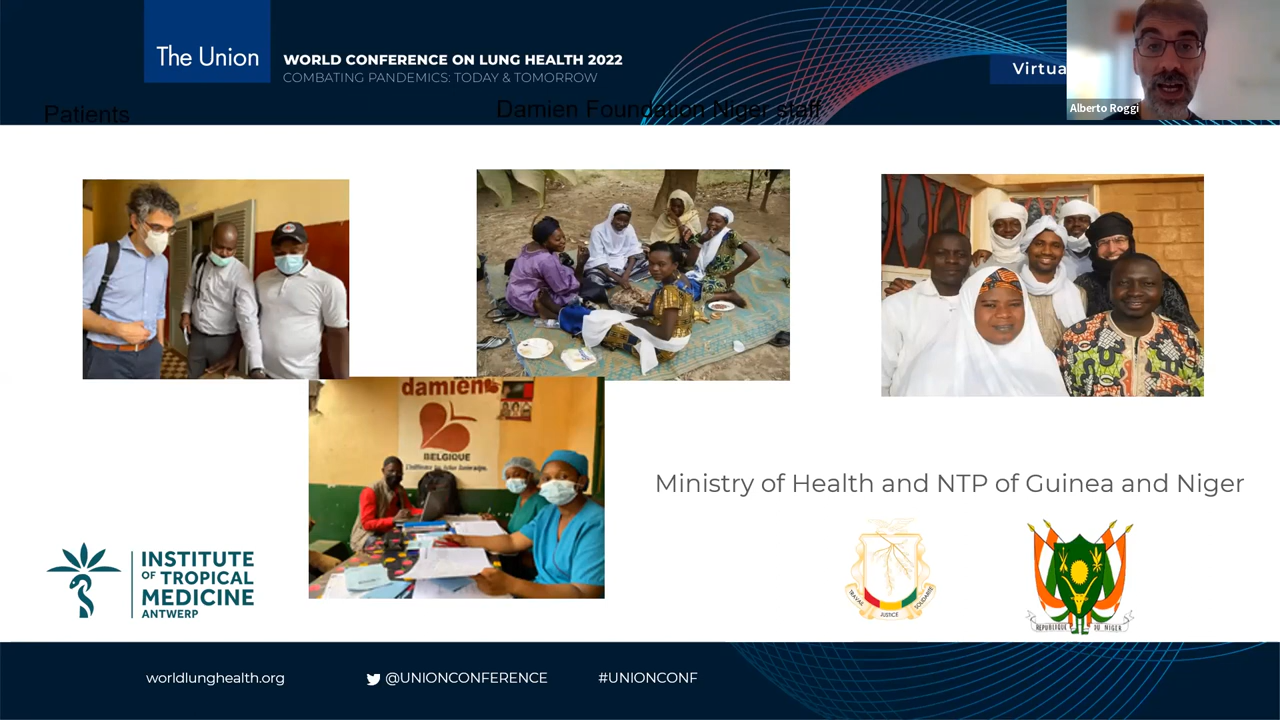 The Union
WORLD CONFERENCE ON LUNG HEALTH 2022
COMBATING PANDEMICS: TODAY & TOMORROW
Virtua
Alberto Roggi
Patients
Damien Foundation Niger staff
damien
BELGIQUE
Ministry of Health and NTP of Guinea and Niger
INSTITUTE
OF TROPICAL
MEDICINE
ANTWERP
TRAVAIL
JUSTICE
SOLIDARITE
REPUBLIQUE DU NIGER
worldlunghealth.org
@UNIONCONFERENCE
#UNIONCONF